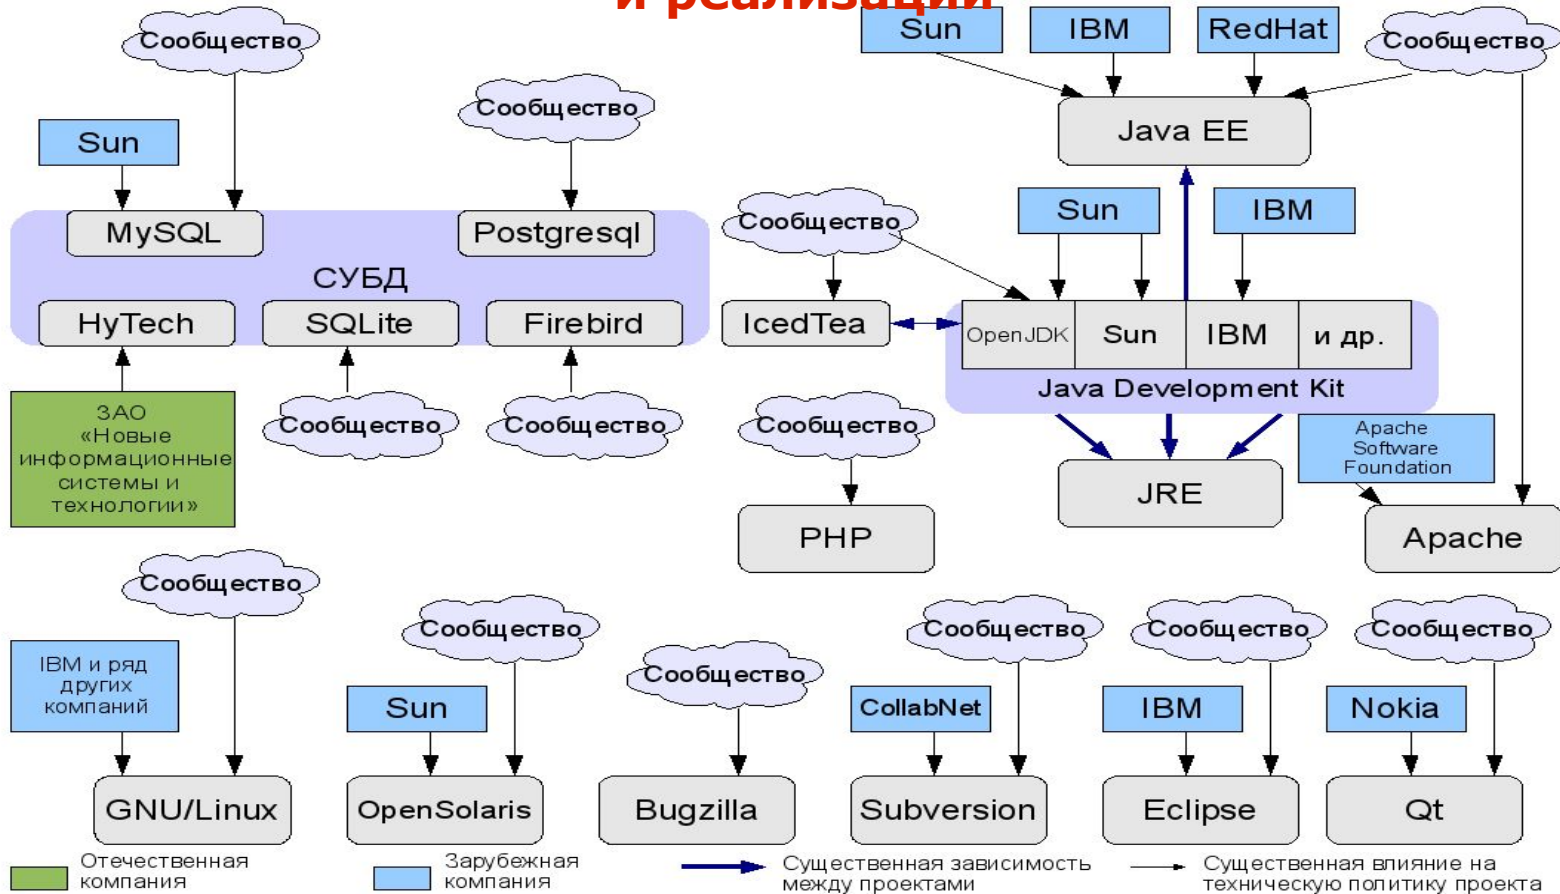 и реализации
Сообщество
Sun
IBM
RedHat
Сообщество
Сообщество
Sun
Java EE
MySQL
Postgresql
СУБД
HyTech
SQLite
Firebird
Сообщество
Sun
IBM
IcedTea
OpenJDK
Sun
IBM
и др.
Java Development Kit
ЗАО
«Новые
информационные
системы и
технологии»
Сообщество
Сообщество
Сообщество
Apache
Software
Foundation
JRE
PHP
Apache
Сообщество
Сообщество
Сообщество
Сообщество
Сообщество
Сообщество
IBM и ряд
других
компаний
Sun
CollabNet
IBM
Nokia
GNU/Linux
OpenSolaris
Bugzilla
Subversion
Eclipse
Qt
Отечественная
компания
Зарубежная
компания
Существенная зависимость
между проектами
Существенная влияние на
техническую политику проекта